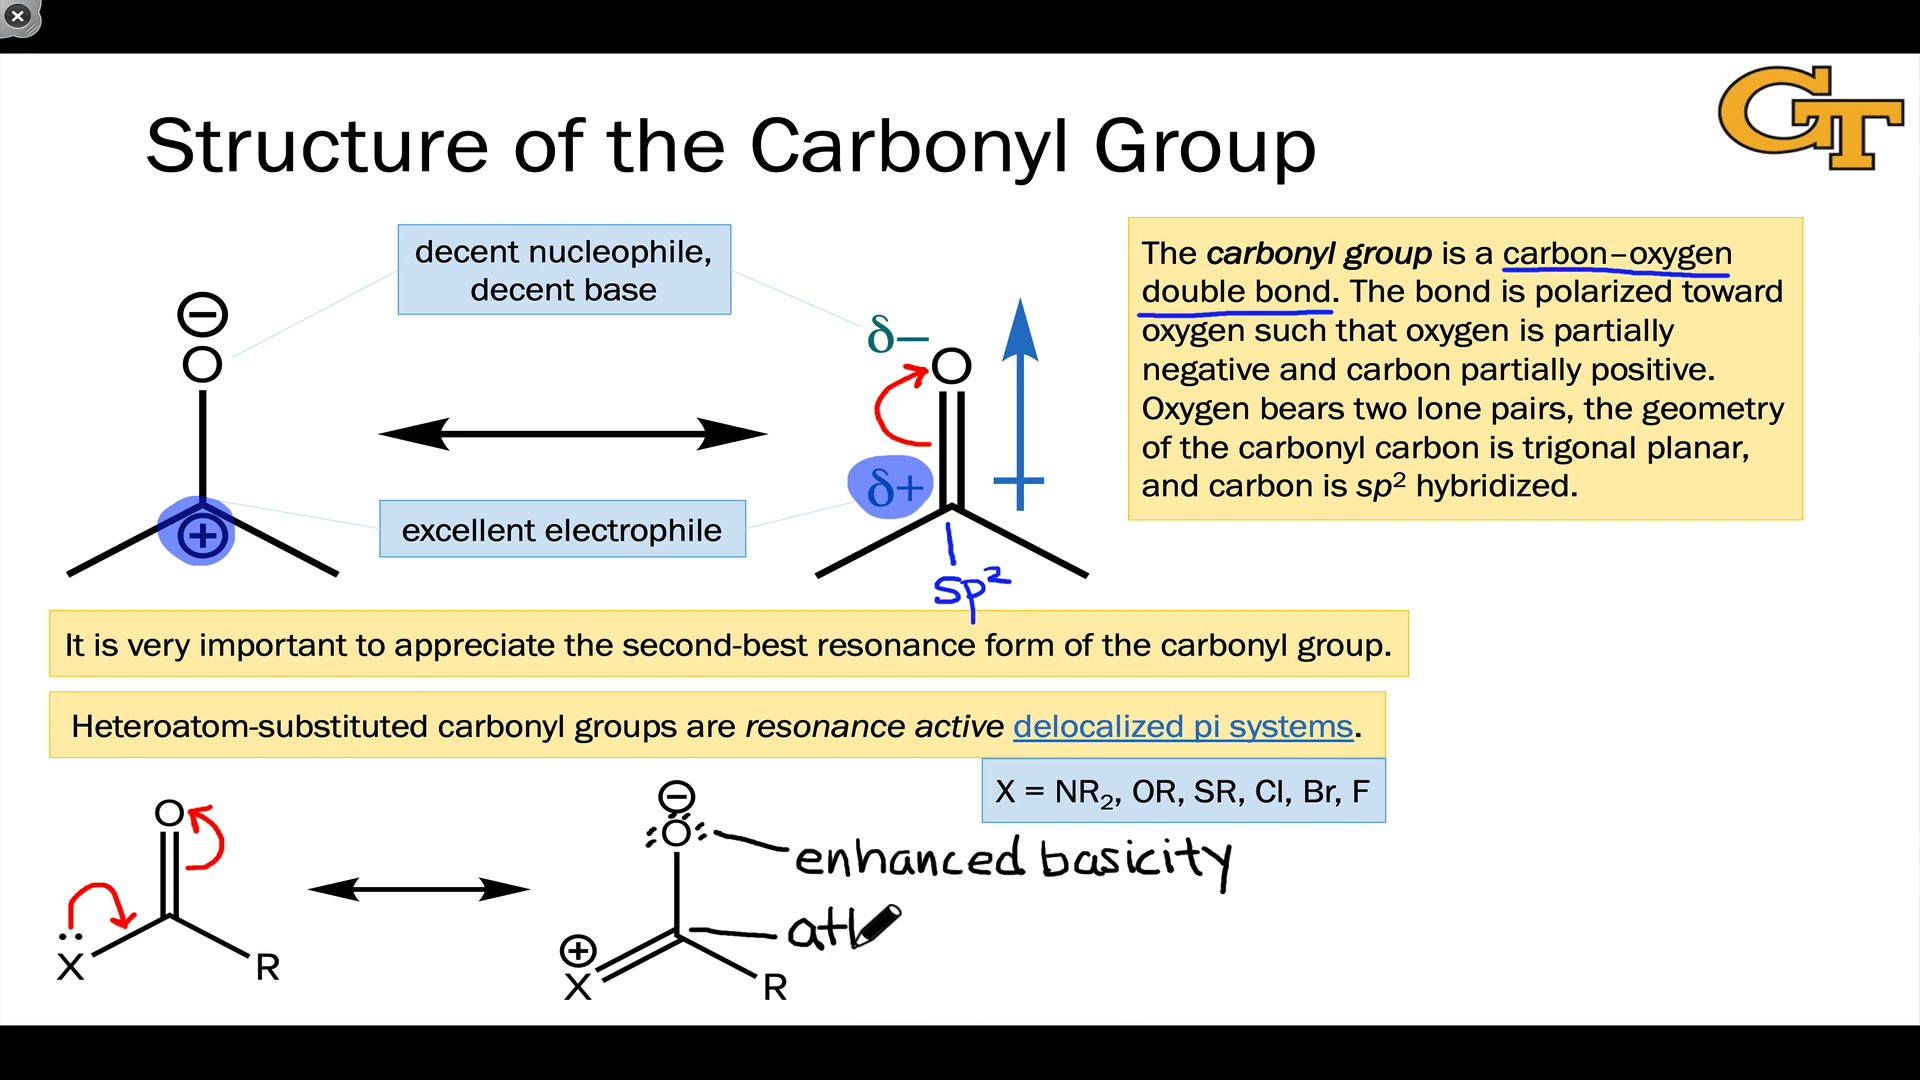 GT
Structure of the Carbonyl Group
decent nucleophile,
decent base
The carbonyl group is a carbon–oxygen
double bond. The bond is polarized toward
oxygen such that oxygen is partially
negative and carbon partially positive.
Oxygen bears two lone pairs, the geometry
of the carbonyl carbon is trigonal planar,
and carbon is sp² hybridized.
⊖
O
δ–
O
δ+
⊕
excellent electrophile
sp²
It is very important to appreciate the second-best resonance form of the carbonyl group.
Heteroatom-substituted carbonyl groups are resonance active delocalized pi systems.
X = NR₂, OR, SR, Cl, Br, F
O
X
R
⊖
O
enhanced basicity
⊕
X
R